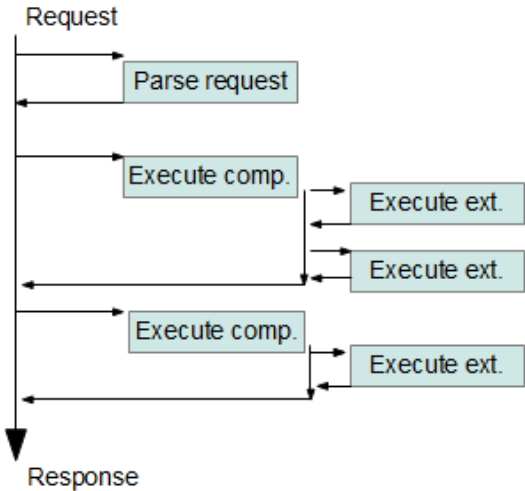 Request
Parse request
Execute comp.
Execute ext.
Execute ext.
Execute comp.
Execute ext.
Response